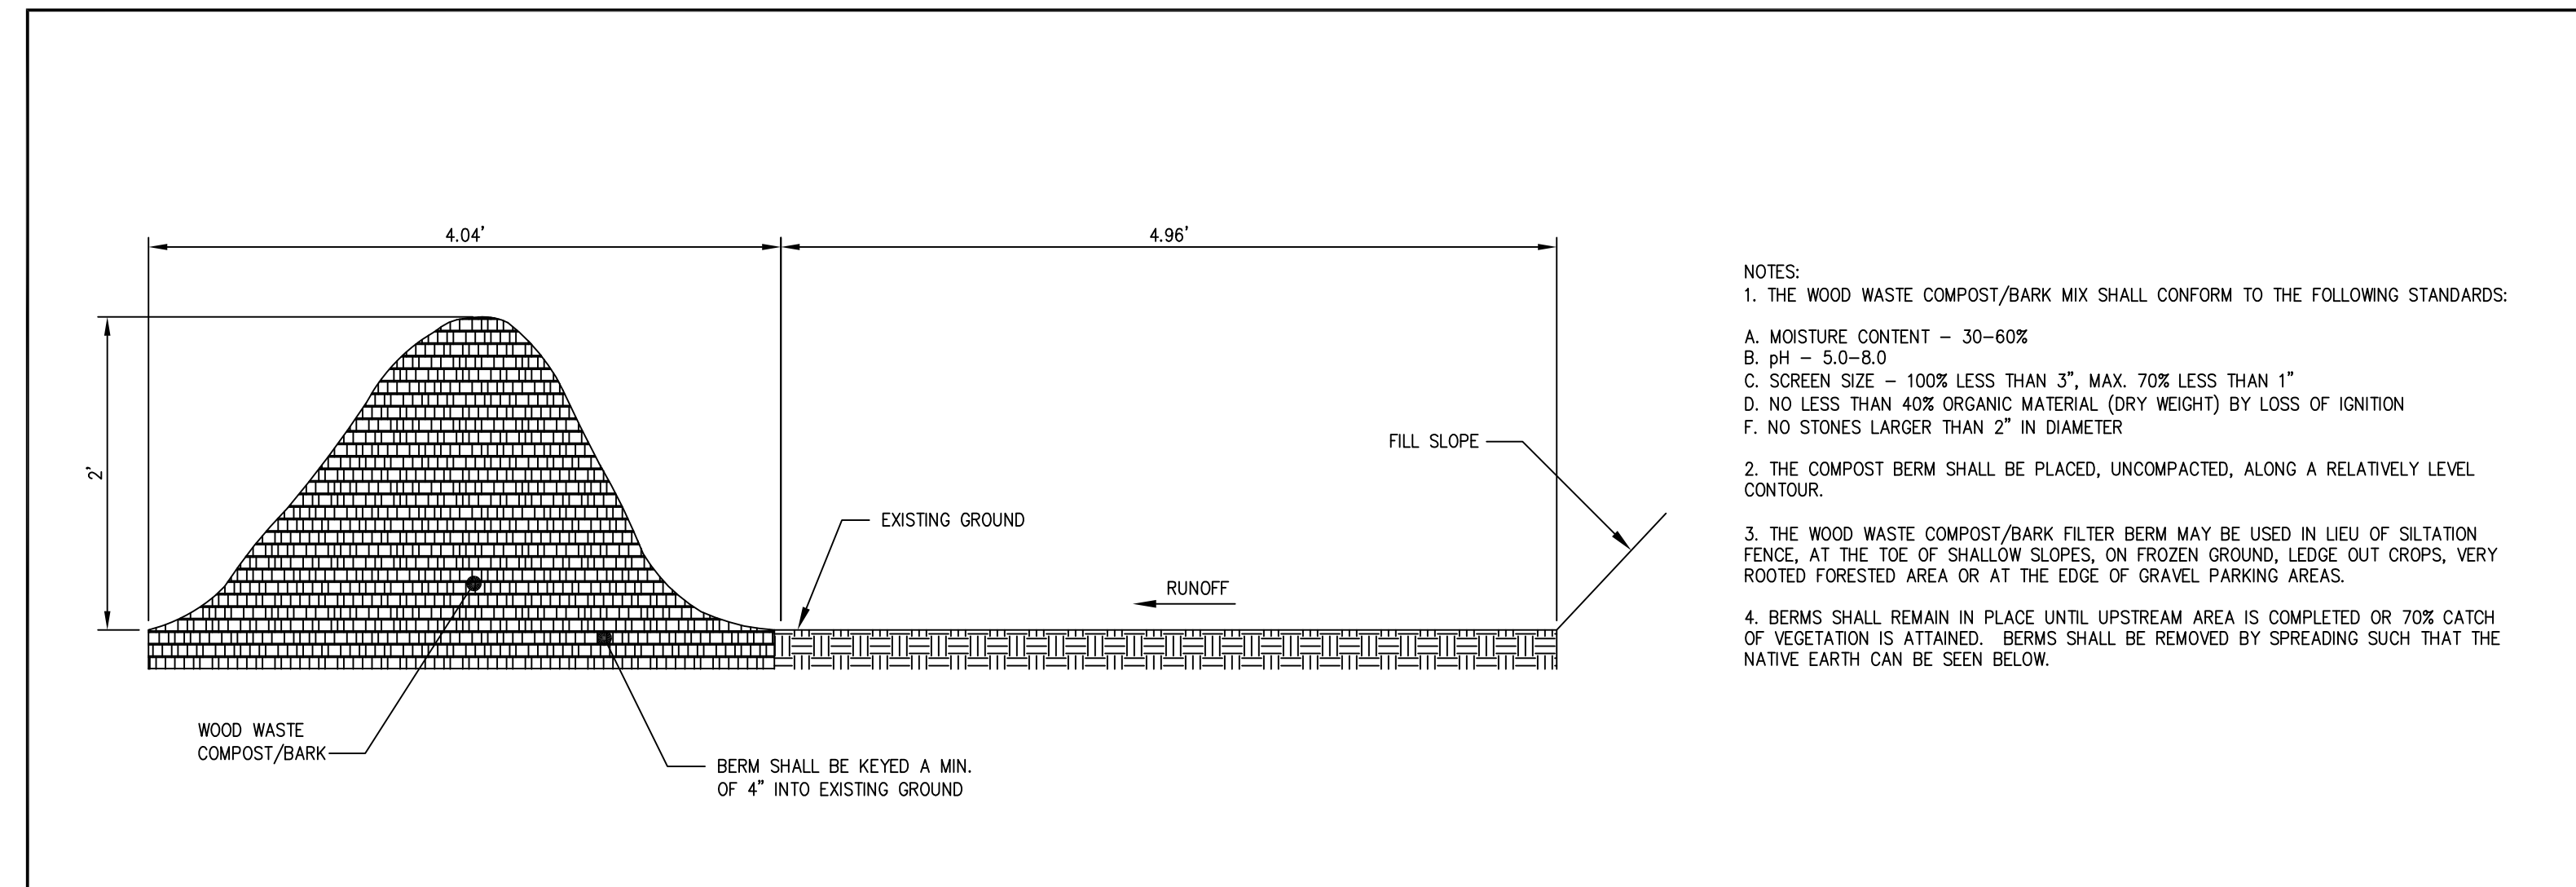 4.04'
4.96'
2'
FILL SLOPE
EXISTING GROUND
RUNOFF
WOOD WASTE
COMPOST/BARK
BERM SHALL BE KEYED A MIN.
OF 4" INTO EXISTING GROUND
NOTES:
1. THE WOOD WASTE COMPOST/BARK MIX SHALL CONFORM TO THE FOLLOWING STANDARDS:
A. MOISTURE CONTENT – 30–60%
B. pH – 5.0–8.0
C. SCREEN SIZE – 100% LESS THAN 3", MAX. 70% LESS THAN 1"
D. NO LESS THAN 40% ORGANIC MATERIAL (DRY WEIGHT) BY LOSS OF IGNITION
F. NO STONES LARGER THAN 2" IN DIAMETER
2. THE COMPOST BERM SHALL BE PLACED, UNCOMPACTED, ALONG A RELATIVELY LEVEL
CONTOUR.
3. THE WOOD WASTE COMPOST/BARK FILTER BERM MAY BE USED IN LIEU OF SILTATION
FENCE, AT THE TOE OF SHALLOW SLOPES, ON FROZEN GROUND, LEDGE OUT CROPS, VERY
ROOTED FORESTED AREA OR AT THE EDGE OF GRAVEL PARKING AREAS.
4. BERMS SHALL REMAIN IN PLACE UNTIL UPSTREAM AREA IS COMPLETED OR 70% CATCH
OF VEGETATION IS ATTAINED. BERMS SHALL BE REMOVED BY SPREADING SUCH THAT THE
NATIVE EARTH CAN BE SEEN BELOW.